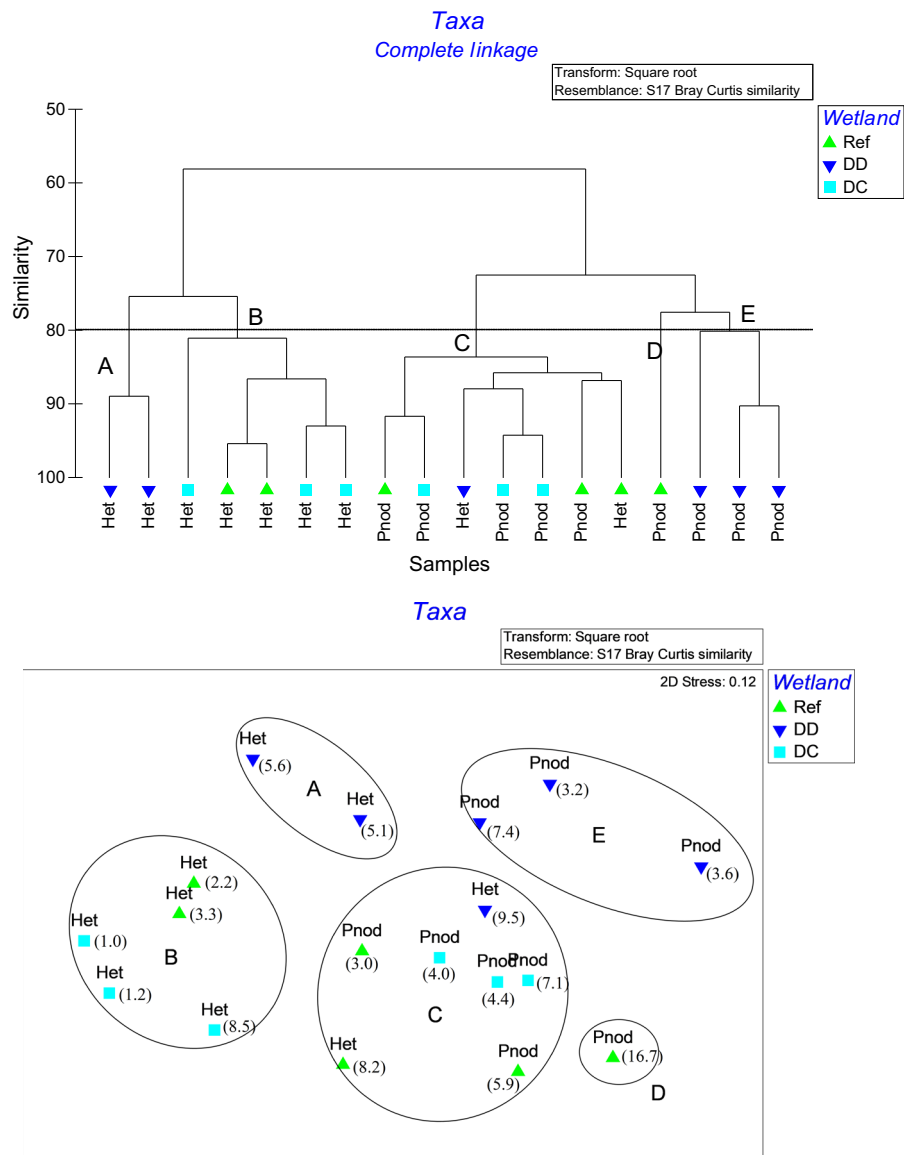 Taxa
Complete linkage
Transform: Square root
Resemblance: S17 Bray Curtis similarity
Wetland
Ref
DD
DC
50
60
70
80
90
100
Similarity
A
B
C
D
E
Het
Het
Het
Het
Het
Het
Het
Pnod
Pnod
Het
Pnod
Pnod
Pnod
Het
Pnod
Pnod
Pnod
Pnod
Samples
Taxa
Transform: Square root
Resemblance: S17 Bray Curtis similarity
2D Stress: 0.12
Wetland
Ref
DD
DC
Het
(5.6)
A
Het
(5.1)
Pnod
(3.2)
Pnod
(7.4)
E
Pnod
(3.6)
Het
(2.2)
Het
(3.3)
Het
(1.0)
B
Het
(1.2)
(8.5)
Het
Het
(9.5)
Pnod
(3.0)
Pnod
(4.0)
Pnod
(4.4)
Pnod
(7.1)
C
Het
(8.2)
Pnod
(5.9)
Pnod
(16.7)
D